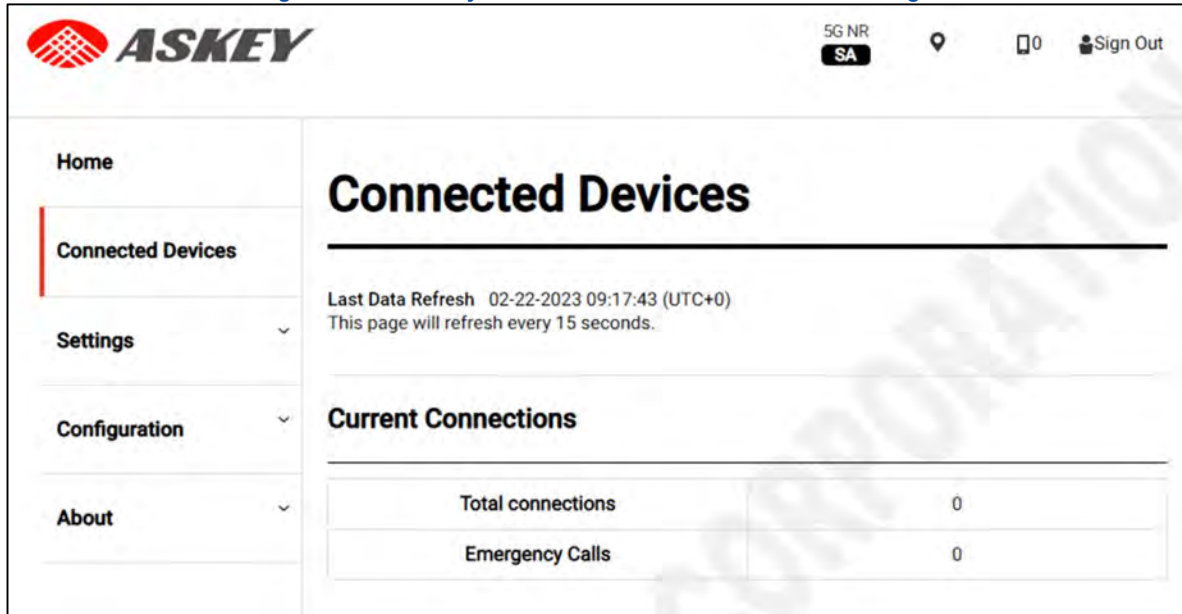 ASKEY
5G NR
SA
0
Sign Out
Home
Connected Devices
Settings
Configuration
About
Connected Devices
Last Data Refresh 02-22-2023 09:17:43 (UTC+0)
This page will refresh every 15 seconds.
Current Connections
Total connections 0
Emergency Calls 0
CORPORATION